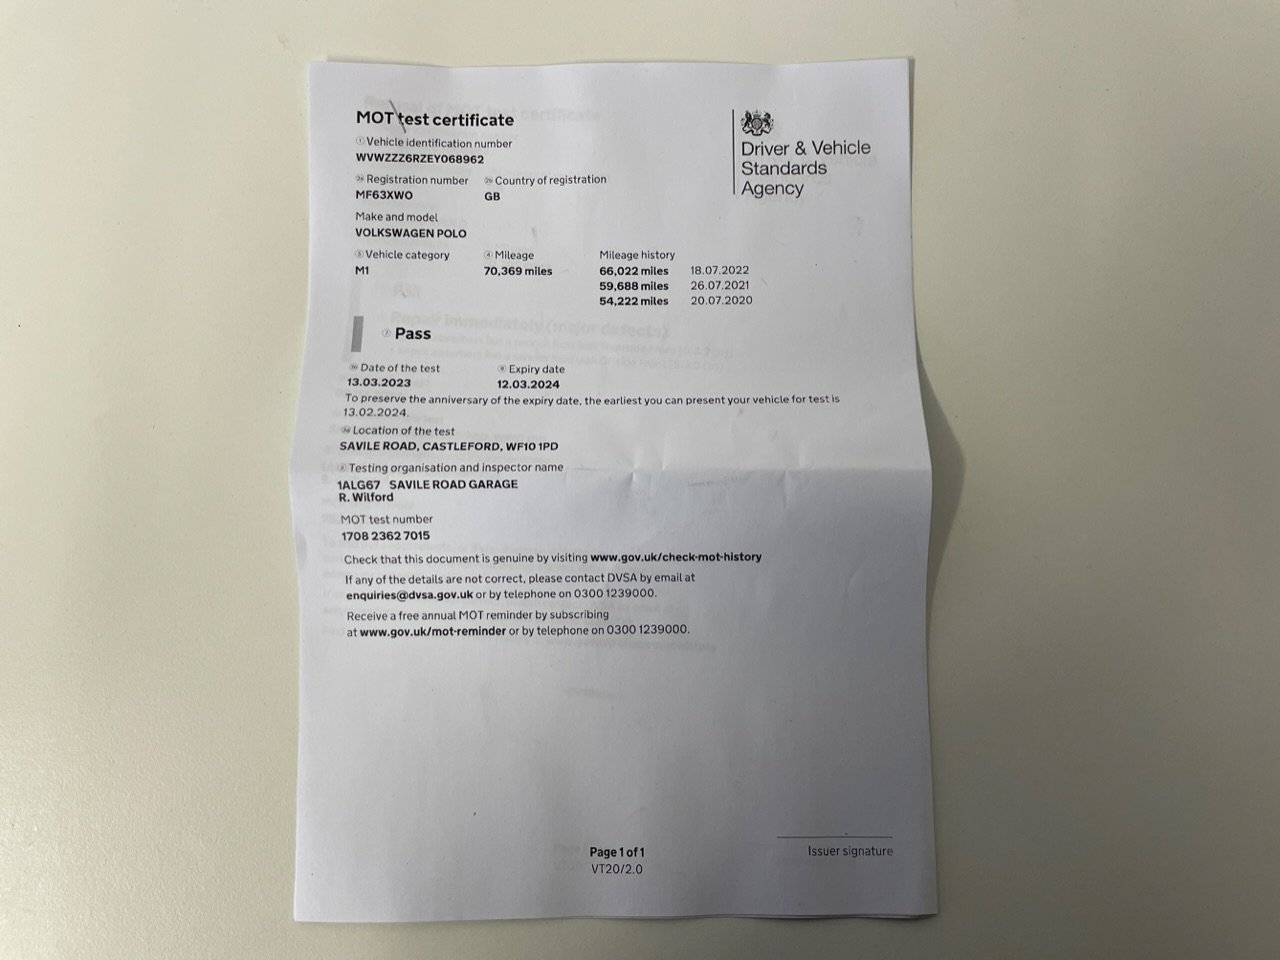 MOT test certificate
① Vehicle identification number
WVWZZZ6RZEY068962
Registration number Country of registration
MF63XWO GB
Make and model
VOLKSWAGEN POLO
Vehicle category Mileage Mileage history
M1 70,369 miles 66,022 miles 18.07.2022
59,688 miles 26.07.2021
54,222 miles 20.07.2020
Driver & Vehicle
Standards
Agency
Pass
Date of the test Expiry date
13.03.2023 12.03.2024
To preserve the anniversary of the expiry date, the earliest you can present your vehicle for test is
13.02.2024.
Location of the test
SAVILE ROAD, CASTLEFORD, WF10 1PD
Testing organisation and inspector name
1ALG67 SAVILE ROAD GARAGE
R. Wilford
MOT test number
1708 2362 7015
Check that this document is genuine by visiting www.gov.uk/check-mot-history
If any of the details are not correct, please contact DVSA by email at
enquiries@dvsa.gov.uk or by telephone on 0300 1239000.
Receive a free annual MOT reminder by subscribing
at www.gov.uk/mot-reminder or by telephone on 0300 1239000.
Page 1 of 1
VT20/2.0
Issuer signature